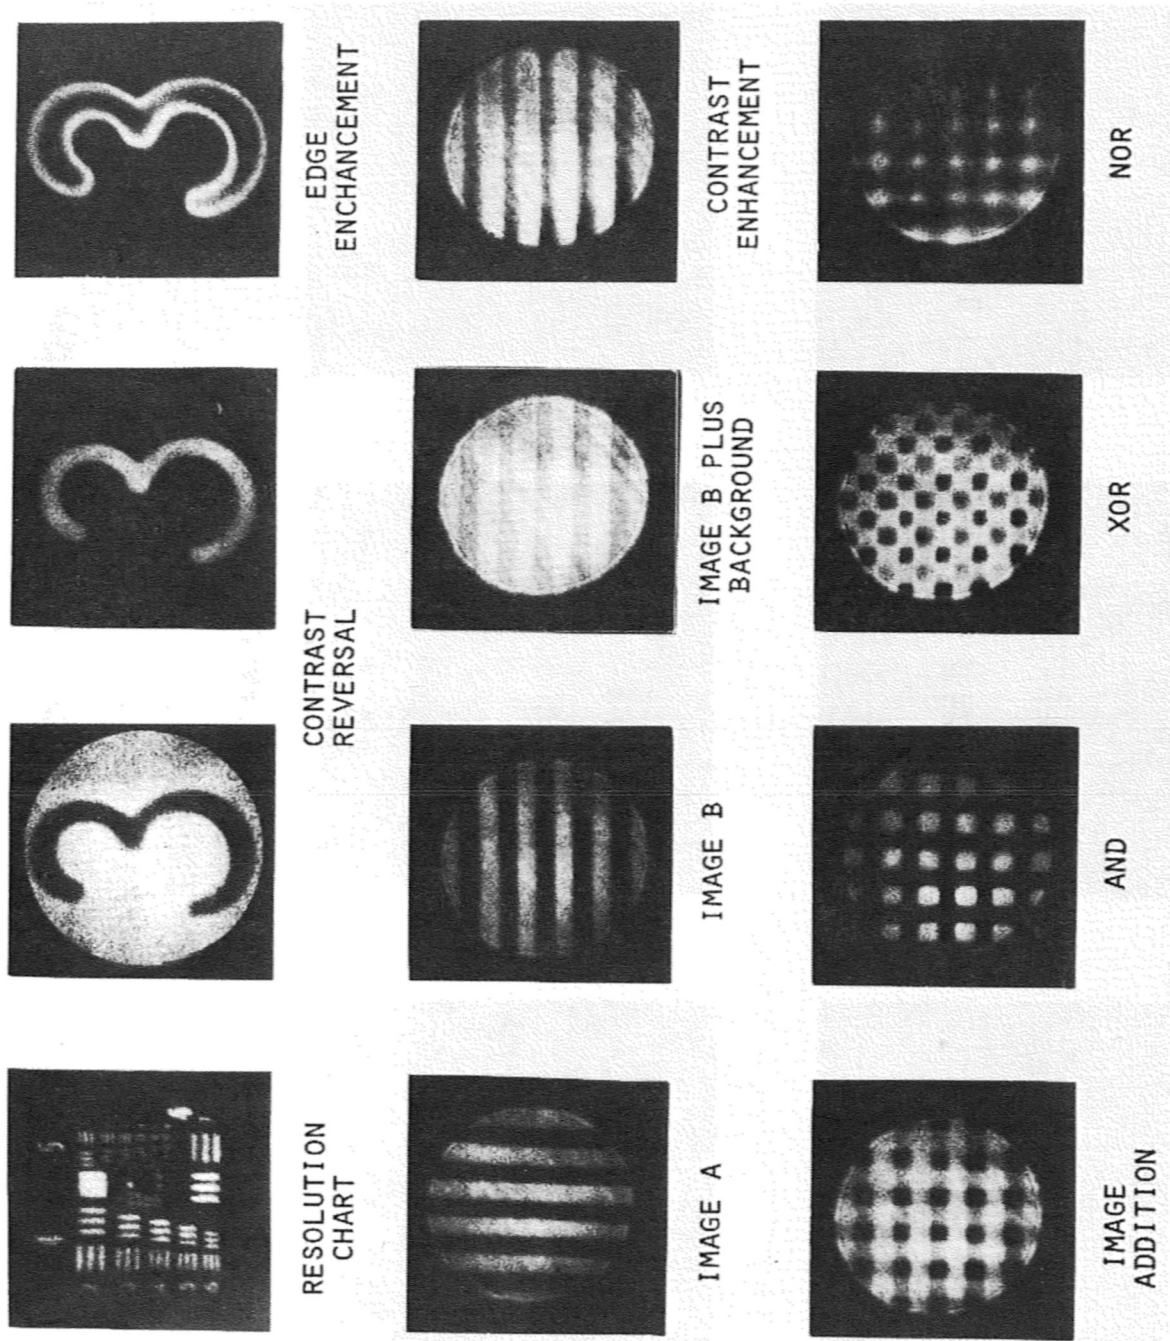 RESOLUTION
CHART
CONTRAST
REVERSAL
EDGE
ENCHANCEMENT
IMAGE A
IMAGE B
IMAGE B PLUS
BACKGROUND
CONTRAST
ENHANCEMENT
IMAGE
ADDITION
AND
XOR
NOR